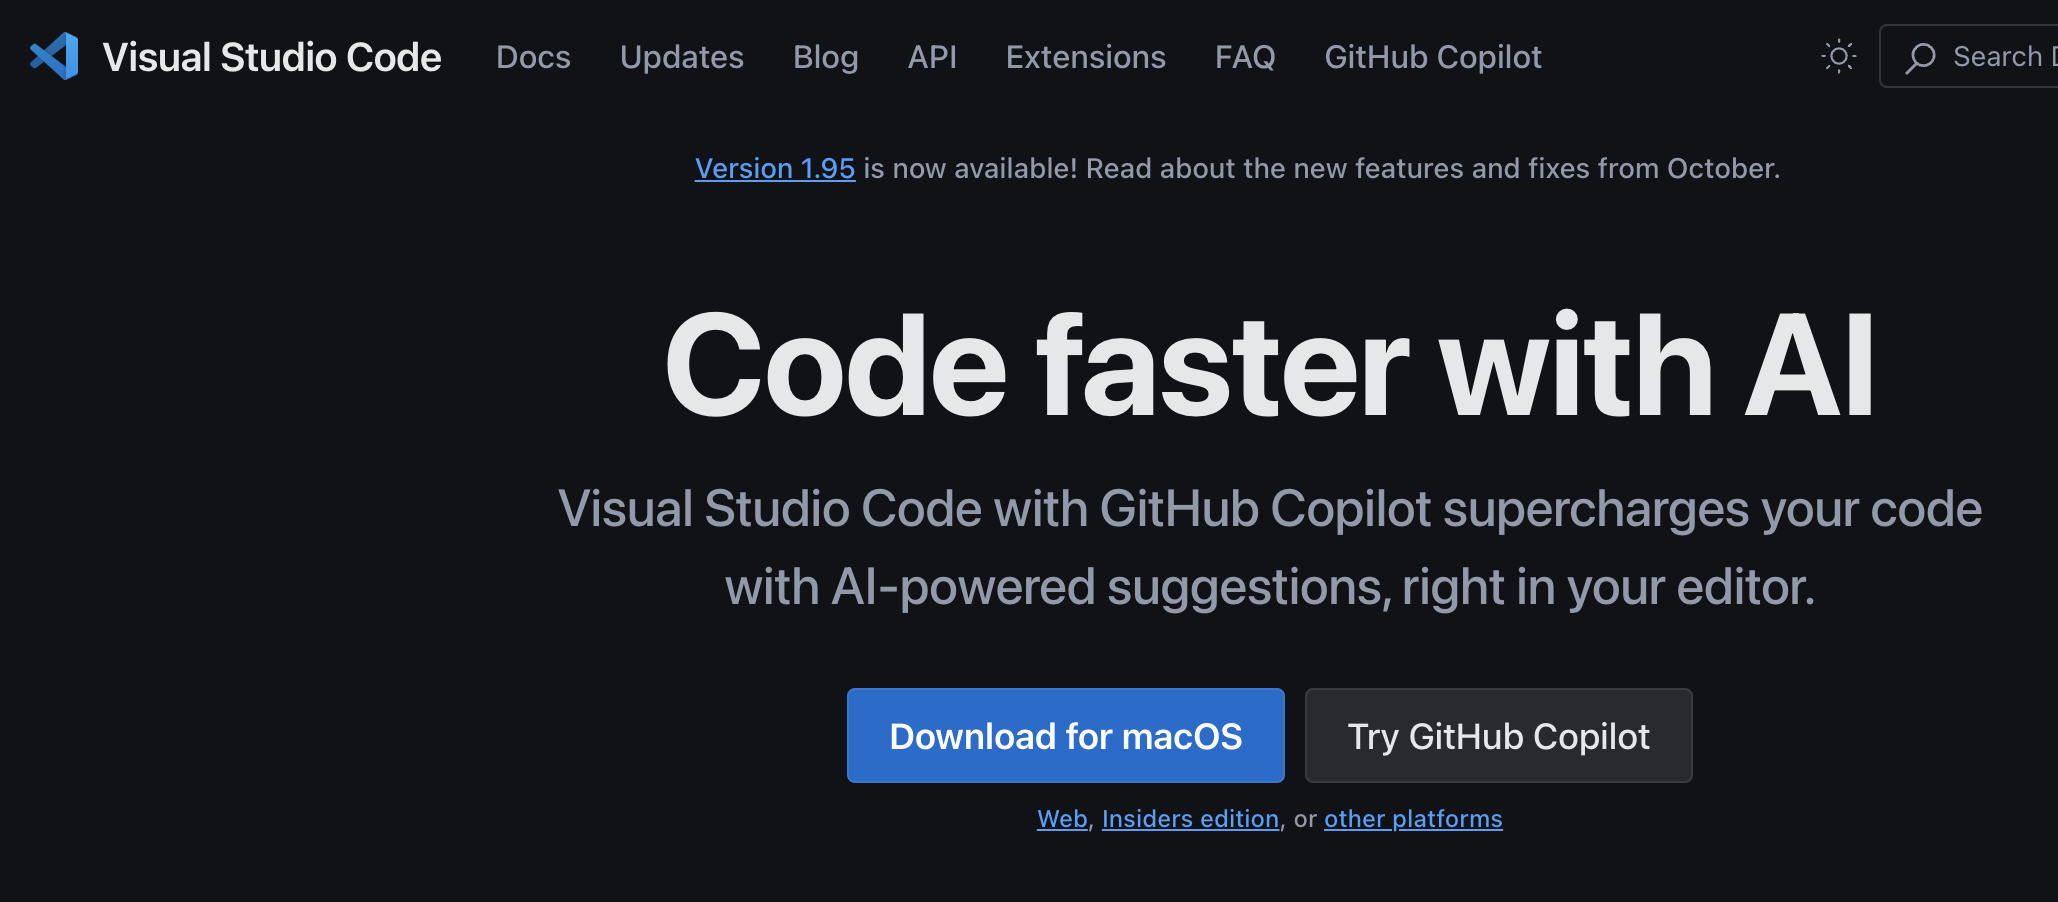 Visual Studio Code Docs Updates Blog API Extensions FAQ GitHub Copilot Search
Version 1.95 is now available! Read about the new features and fixes from October.
Code faster with AI
Visual Studio Code with GitHub Copilot supercharges your code
with AI-powered suggestions, right in your editor.
Download for macOS Try GitHub Copilot
Web, Insiders edition, or other platforms